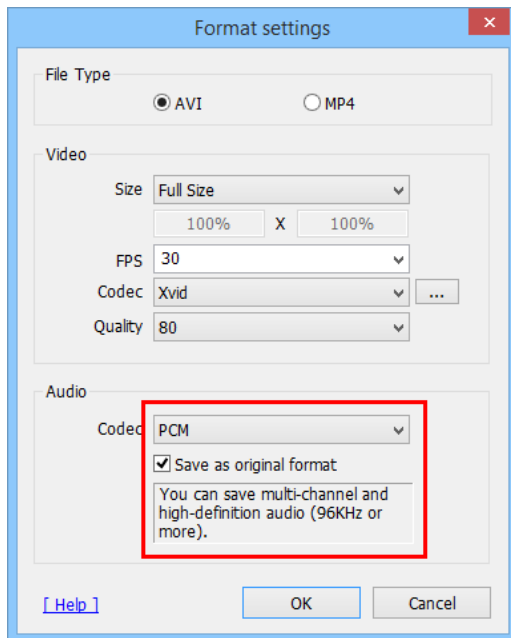 Format settings
File Type
AVI MP4
Video
Size Full Size
100% X 100%
FPS 30
Codec Xvid ...
Quality 80
Audio
Codec PCM
Save as original format
You can save multi-channel and
high-definition audio (96KHz or
more).
[ Help ] OK Cancel